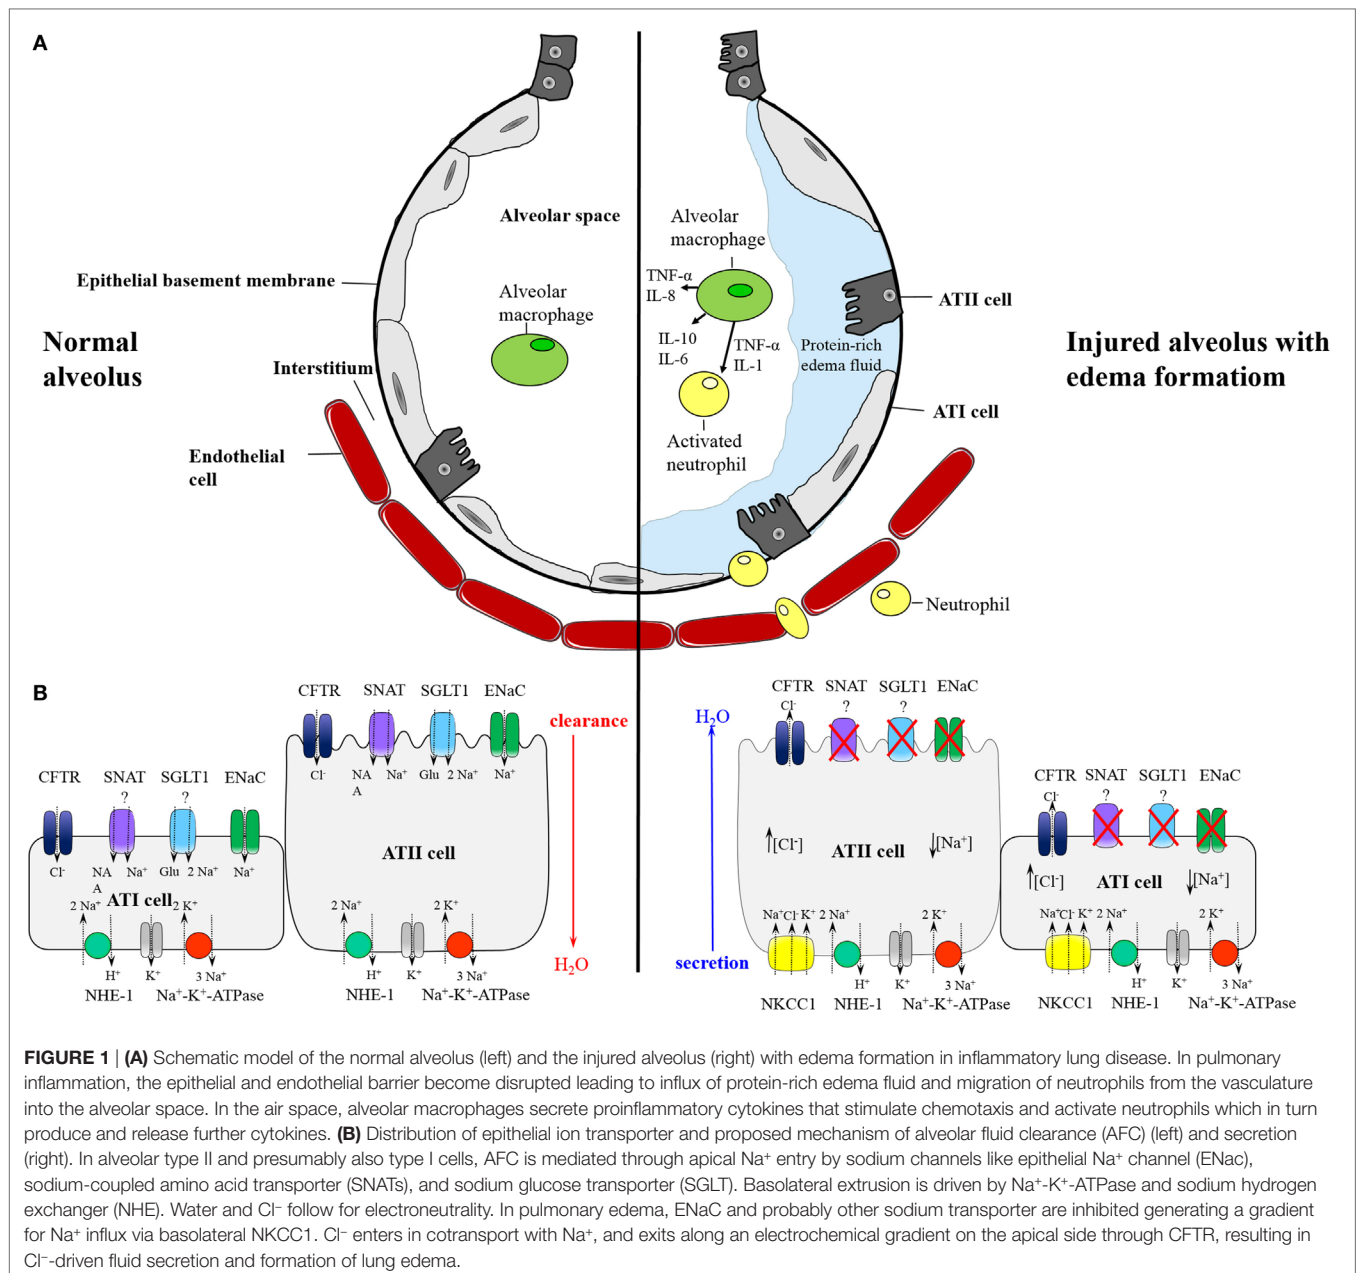 A
Alveolar space
Epithelial basement membrane
Alveolar
macrophage
Normal
alveolus
Interstitium
Endothelial
cell
Alveolar
macrophage
TNF-α
IL-8
IL-10
IL-6
TNF-α
IL-1
Protein-rich
edema fluid
Activated
neutrophil
ATII cell
Injured alveolus with
edema formatiom
ATI cell
Neutrophil
B
CFTR SNAT SGLT1 ENaC
clearance
Cl⁻ NA Na⁺ Glu 2 Na⁺ Na⁺
A
CFTR SNAT SGLT1 ENaC
? ?
Cl⁻ NA Na⁺ Glu 2 Na⁺ Na⁺
A
ATII cell
ATI cell
2 Na⁺ 2 K⁺
H⁺ K⁺ 3 Na⁺
NHE-1 Na⁺-K⁺-ATPase
2 Na⁺ 2 K⁺
H⁺ K⁺ 3 Na⁺
NHE-1 Na⁺-K⁺-ATPase
H₂O
H₂O
secretion
CFTR SNAT SGLT1 ENaC
Cl⁻ ? ?
↑[Cl⁻] ATII cell ↓[Na⁺]
Na⁺ Cl⁻ K⁺ 2 Na⁺ 2 K⁺
H⁺ K⁺ 3 Na⁺
NKCC1 NHE-1 Na⁺-K⁺-ATPase
CFTR SNAT SGLT1 ENaC
Cl⁻ ? ?
↑[Cl⁻] ATI cell ↓[Na⁺]
Na⁺ Cl⁻ K⁺ 2 Na⁺ 2 K⁺
H⁺ K⁺ 3 Na⁺
NKCC1 NHE-1 Na⁺-K⁺-ATPase
FIGURE 1 | (A) Schematic model of the normal alveolus (left) and the injured alveolus (right) with edema formation in inflammatory lung disease. In pulmonary
inflammation, the epithelial and endothelial barrier become disrupted leading to influx of protein-rich edema fluid and migration of neutrophils from the vasculature
into the alveolar space. In the air space, alveolar macrophages secrete proinflammatory cytokines that stimulate chemotaxis and activate neutrophils which in turn
produce and release further cytokines. (B) Distribution of epithelial ion transporter and proposed mechanism of alveolar fluid clearance (AFC) (left) and secretion
(right). In alveolar type II and presumably also type I cells, AFC is mediated through apical Na⁺ entry by sodium channels like epithelial Na⁺ channel (ENac),
sodium-coupled amino acid transporter (SNATs), and sodium glucose transporter (SGLT). Basolateral extrusion is driven by Na⁺-K⁺-ATPase and sodium hydrogen
exchanger (NHE). Water and Cl⁻ follow for electroneutrality. In pulmonary edema, ENaC and probably other sodium transporter are inhibited generating a gradient
for Na⁺ influx via basolateral NKCC1. Cl⁻ enters in cotransport with Na⁺, and exits along an electrochemical gradient on the apical side through CFTR, resulting in
Cl⁻-driven fluid secretion and formation of lung edema.